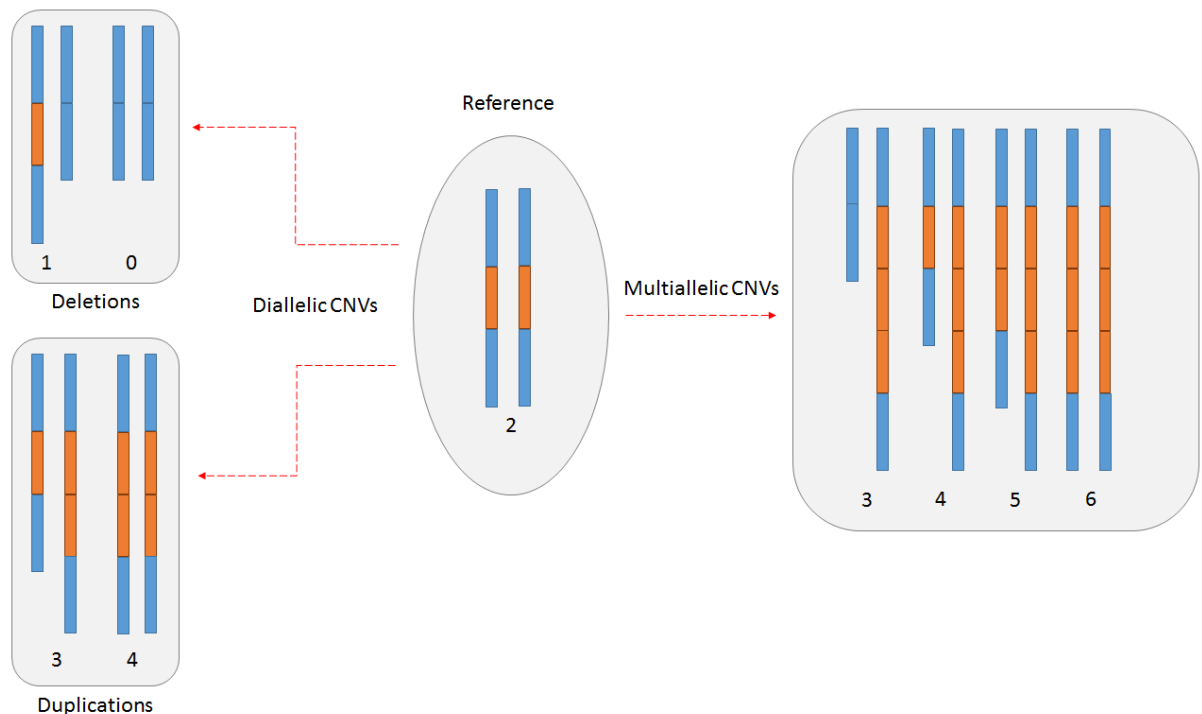 1 0
Deletions
Diallelic CNVs
3 4
Duplications
Reference
2
Multiallelic CNVs
3 4 5 6